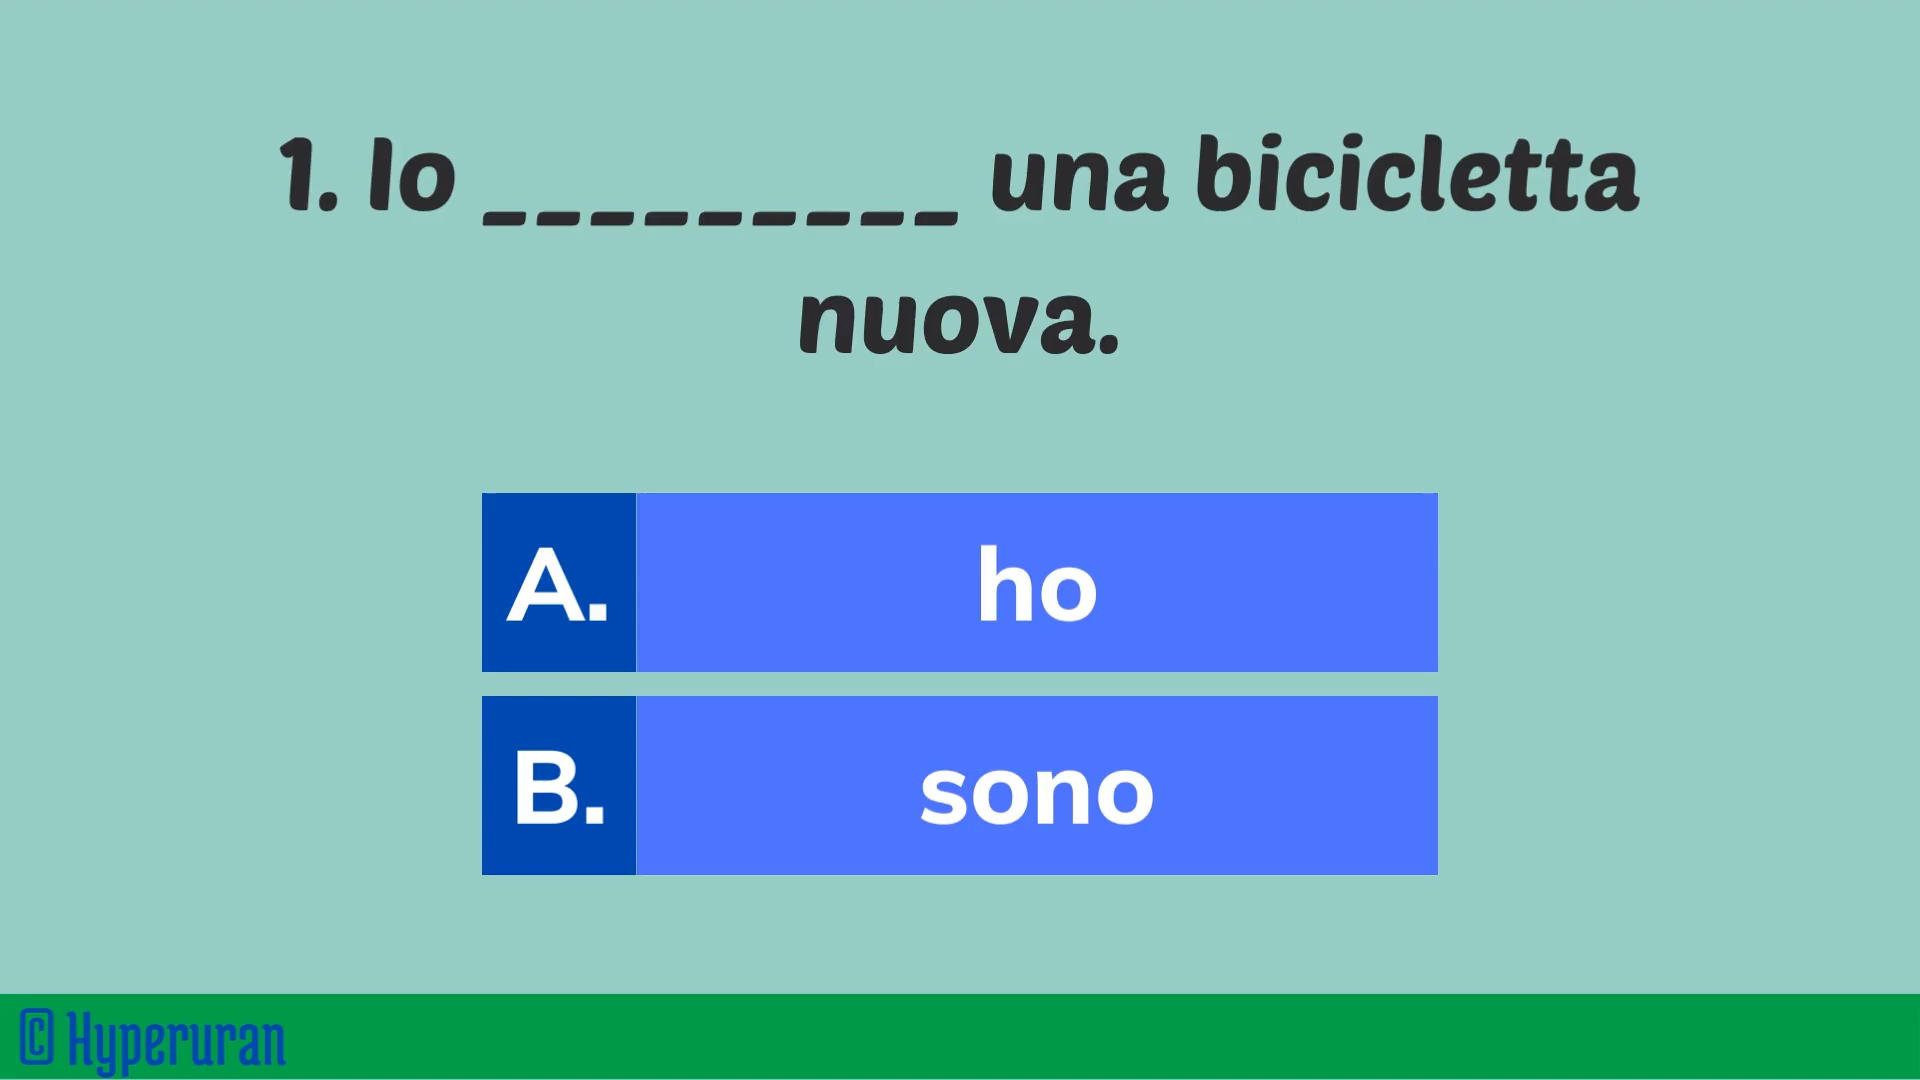 1. Io _________ una bicicletta
nuova.
A. ho
B. sono
© Hyperuran